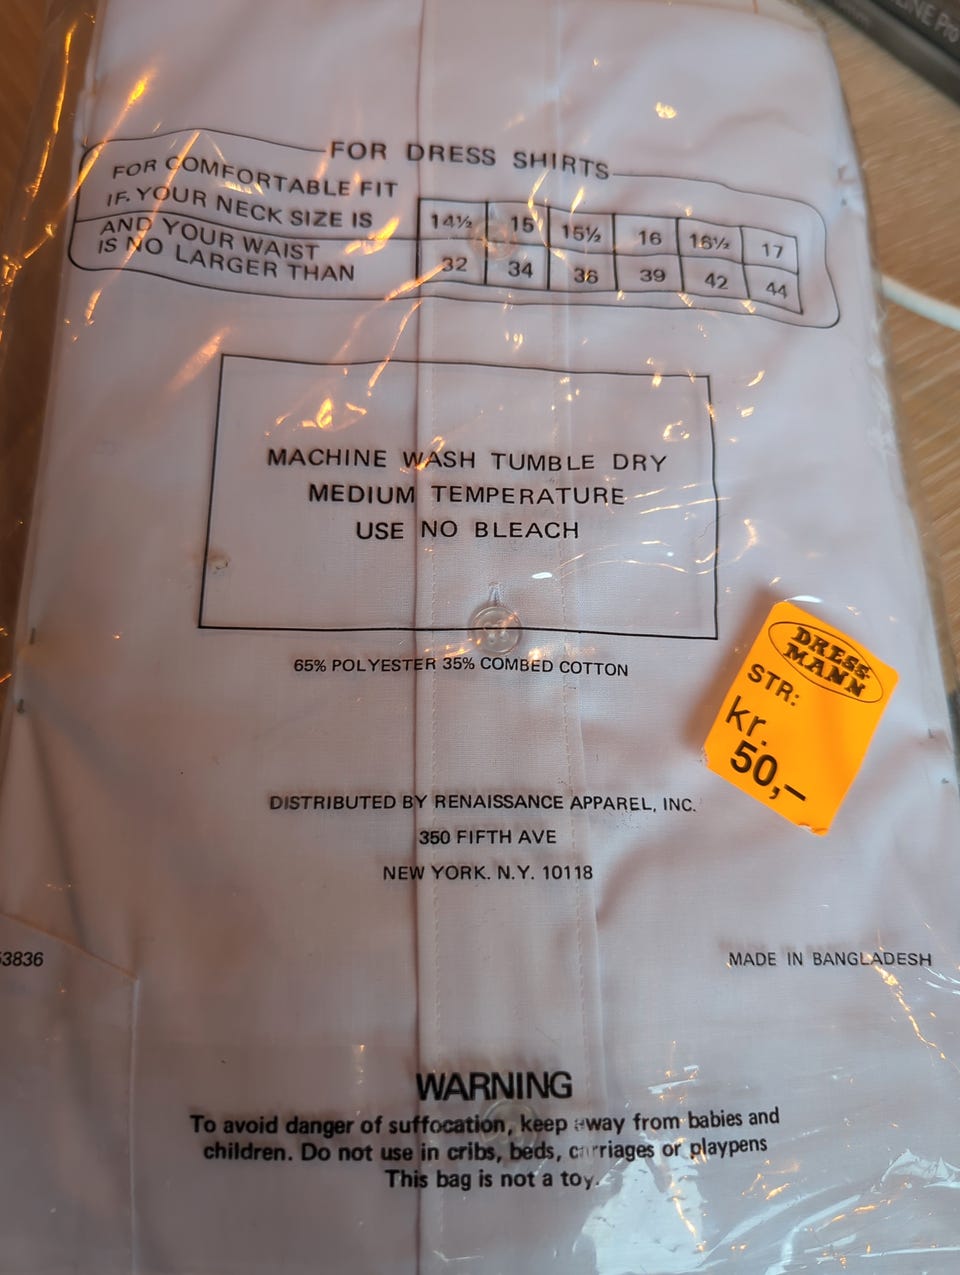 FOR DRESS SHIRTS
FOR COMFORTABLE FIT
IF YOUR NECK SIZE IS 14½ 15 15½ 16 16½ 17
AND YOUR WAIST
IS NO LARGER THAN 32 34 36 39 42 44
MACHINE WASH TUMBLE DRY
MEDIUM TEMPERATURE
USE NO BLEACH
65% POLYESTER 35% COMBED COTTON
DRESS
MANN
STR:
kr.
50,–
DISTRIBUTED BY RENAISSANCE APPAREL, INC.
350 FIFTH AVE
NEW YORK. N.Y. 10118
3836
MADE IN BANGLADESH
WARNING
To avoid danger of suffocation, keep away from babies and
children. Do not use in cribs, beds, carriages or playpens
This bag is not a toy.